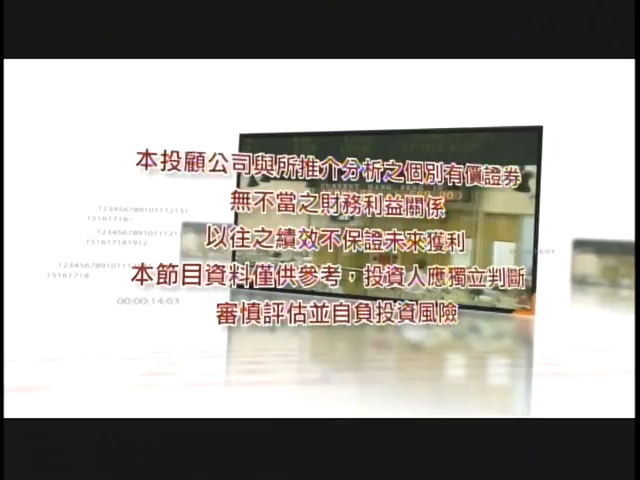 本投顧公司與所推介分析之個別有價證券
無不當之財務利益關係
以往之績效不保證未來獲利
本節目資料僅供參考，投資人應獨立判斷
審慎評估並自負投資風險
CURRENT HANG SENG
00:00:14:03